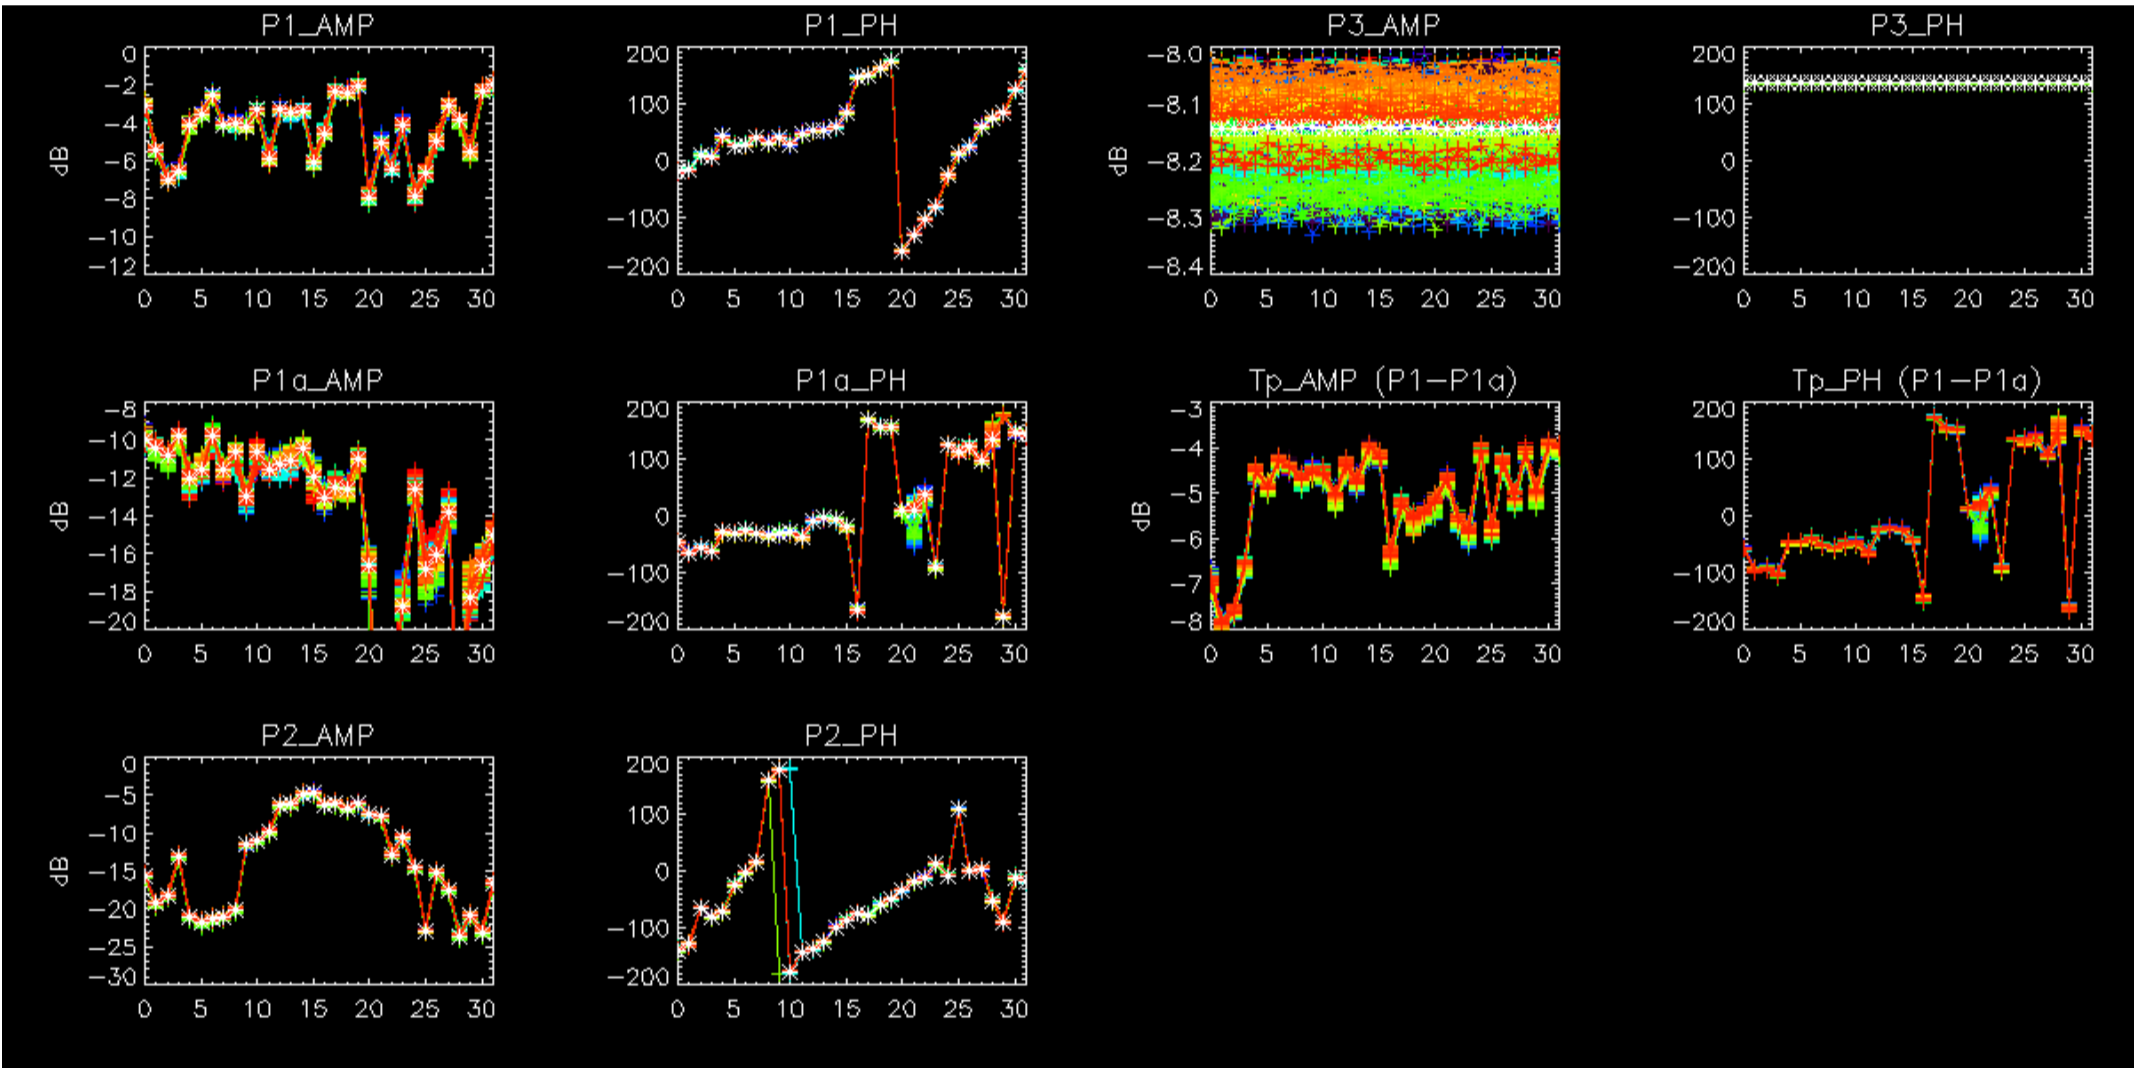 P1_AMP
dB
0
−2
−4
−6
−8
−10
−12
0 5 10 15 20 25 30
P1_PH
200
100
0
−100
−200
0 5 10 15 20 25 30
P3_AMP
dB
−8.0
−8.1
−8.2
−8.3
−8.4
0 5 10 15 20 25 30
P3_PH
200
100
0
−100
−200
0 5 10 15 20 25 30
P1a_AMP
dB
−8
−10
−12
−14
−16
−18
−20
0 5 10 15 20 25 30
P1a_PH
200
100
0
−100
−200
0 5 10 15 20 25 30
Tp_AMP (P1−P1a)
dB
−3
−4
−5
−6
−7
−8
0 5 10 15 20 25 30
Tp_PH (P1−P1a)
200
100
0
−100
−200
0 5 10 15 20 25 30
P2_AMP
dB
0
−5
−10
−15
−20
−25
−30
0 5 10 15 20 25 30
P2_PH
200
100
0
−100
−200
0 5 10 15 20 25 30